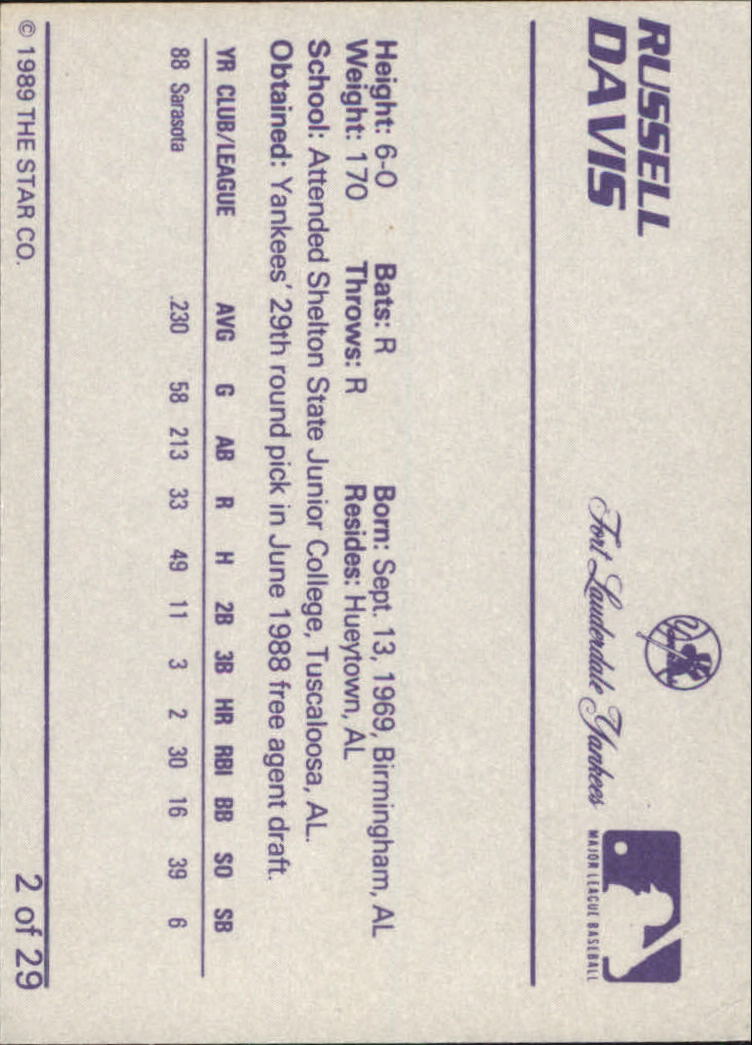 RUSSELL
DAVIS
Fort Lauderdale Yankees
MAJOR LEAGUE BASEBALL
Height: 6-0 Bats: R Born: Sept. 13, 1969, Birmingham, AL
Weight: 170 Throws: R Resides: Hueytown, AL
School: Attended Shelton State Junior College, Tuscaloosa, AL.
Obtained: Yankees' 29th round pick in June 1988 free agent draft.
YR CLUB/LEAGUE AVG G AB R H 2B 3B HR RBI BB SO SB
88 Sarasota .230 58 213 33 49 11 3 2 30 16 39 6
© 1989 THE STAR CO. 2 of 29